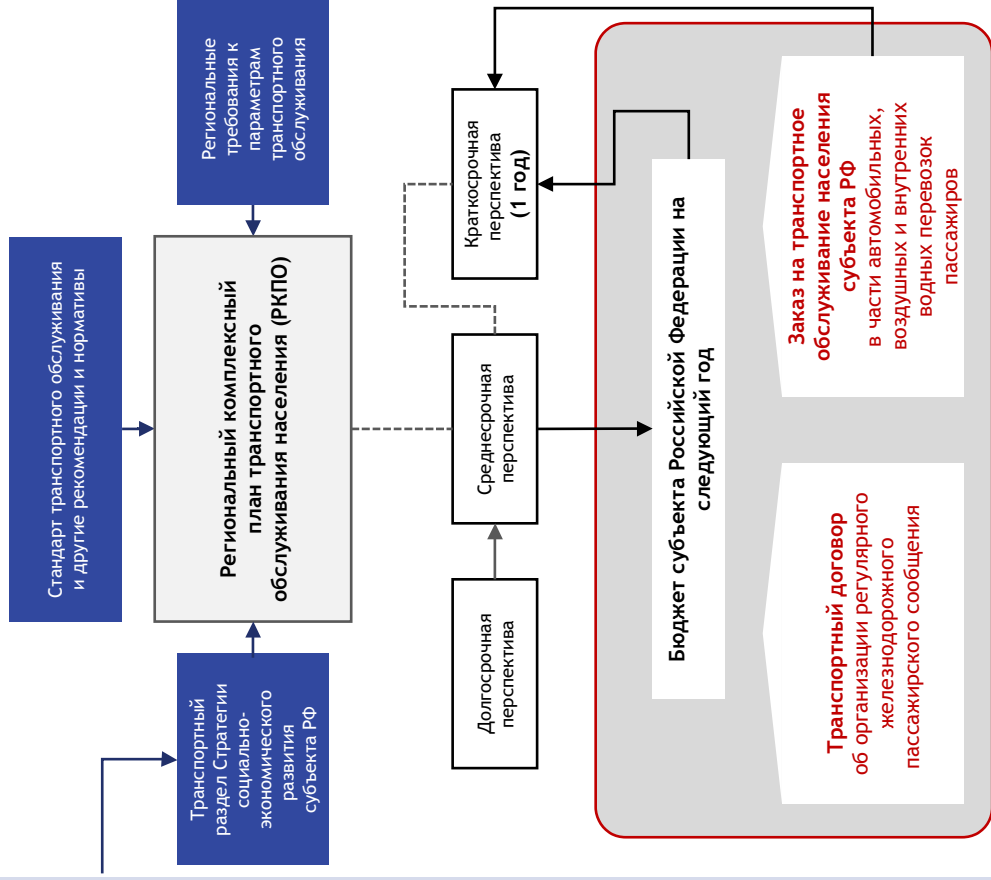 Стандарт транспортного обслуживания
и другие рекомендации и нормативы
Транспортный
раздел Стратегии
социально-
экономического
развития
субъекта РФ
Региональный комплексный
план транспортного
обслуживания населения (РКПО)
Региональные
требования к
параметрам
транспортного
обслуживания
Долгосрочная
перспектива
Среднесрочная
перспектива
Краткосрочная
перспектива
(1 год)
Бюджет субъекта Российской Федерации на
следующий год
Транспортный договор
об организации регулярного
железнодорожного
пассажирского сообщения
Заказ на транспортное
обслуживание населения
субъекта РФ
в части автомобильных,
воздушных и внутренних
водных перевозок
пассажиров